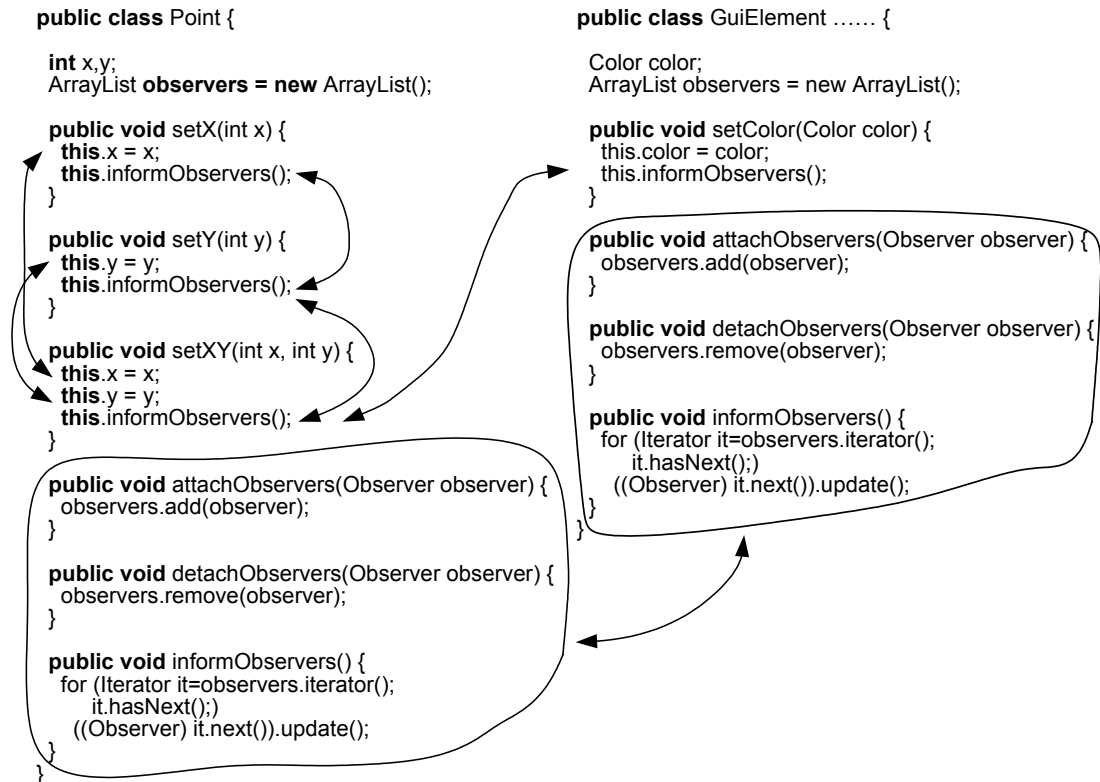 public class Point {
int x,y;
ArrayList observers = new ArrayList();
public void setX(int x) {
this.x = x;
this.informObservers();
}
public void setY(int y) {
this.y = y;
this.informObservers();
}
public void setXY(int x, int y) {
this.x = x;
this.y = y;
this.informObservers();
}
public void attachObservers(Observer observer) {
observers.add(observer);
}
public void detachObservers(Observer observer) {
observers.remove(observer);
}
public void informObservers() {
for (Iterator it=observers.iterator();
it.hasNext();)
((Observer) it.next()).update();
}
}
public class GuiElement …… {
Color color;
ArrayList observers = new ArrayList();
public void setColor(Color color) {
this.color = color;
this.informObservers();
}
public void attachObservers(Observer observer) {
observers.add(observer);
}
public void detachObservers(Observer observer) {
observers.remove(observer);
}
public void informObservers() {
for (Iterator it=observers.iterator();
it.hasNext();)
((Observer) it.next()).update();
}
}